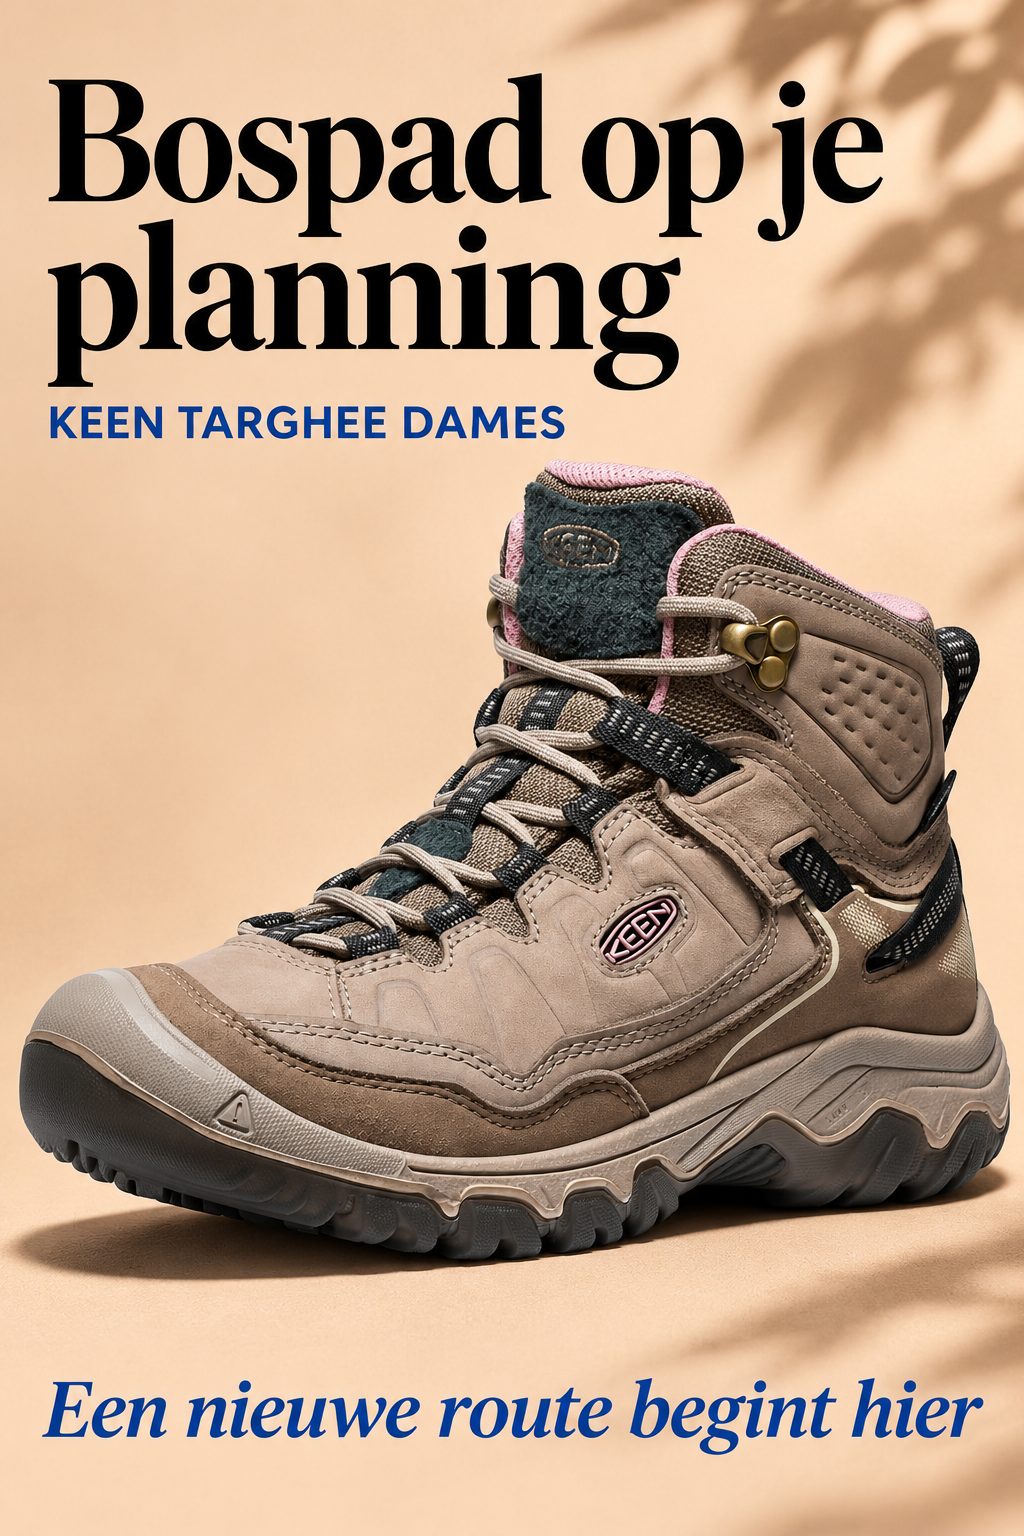 Bospad op je
planning
KEEN TARGHEE DAMES
KEEN
KEEN
Een nieuwe route begint hier